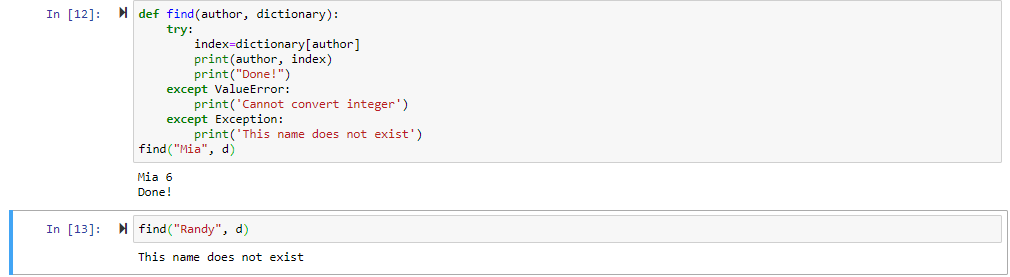 In [12]: def find(author, dictionary):
    try:
        index=dictionary[author]
        print(author, index)
        print("Done!")
    except ValueError:
        print('Cannot convert integer')
    except Exception:
        print('This name does not exist')
find("Mia", d)
Mia 6
Done!
In [13]: find("Randy", d)
This name does not exist